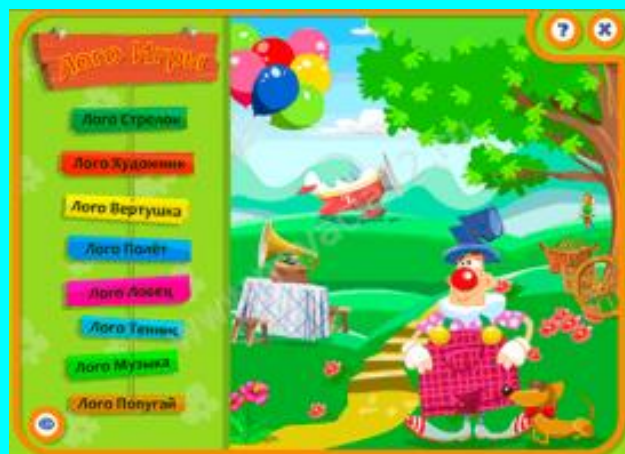 Лого Игры
Лого Стрелок
Лого Художник
Лого Вертушка
Лого Полёт
Лого Ловец
Лого Теннис
Лого Музыка
Лого Попугай
?